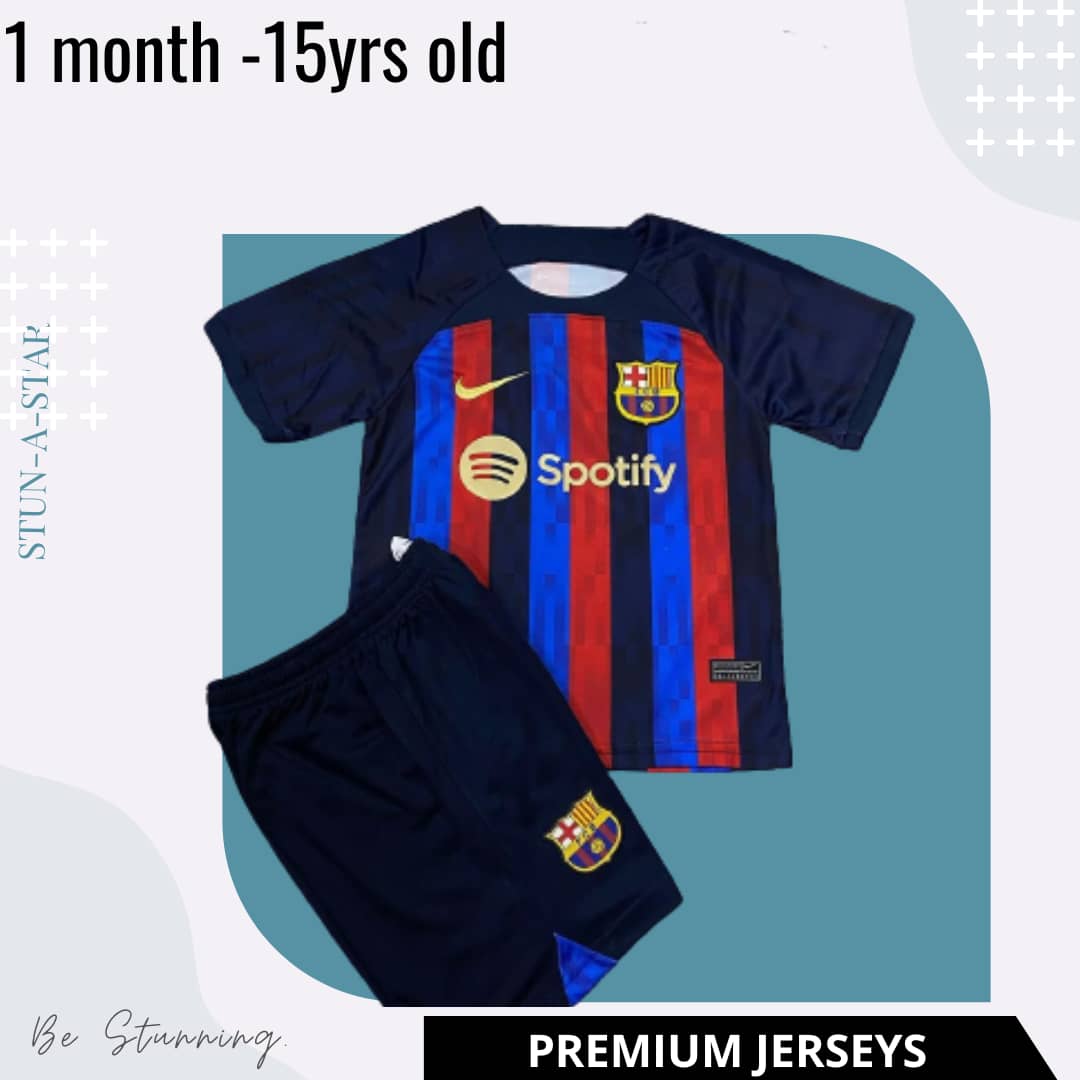 1 month -15yrs old
STUN-A-STAR
Spotify
Be Stunning.
PREMIUM JERSEYS